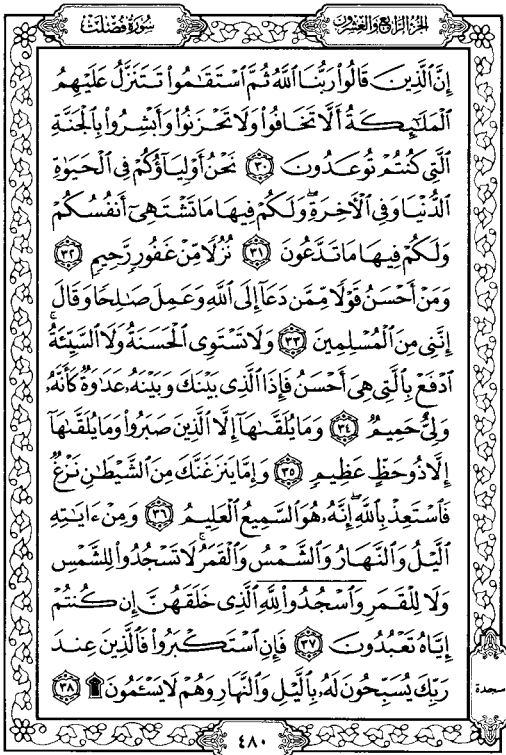 سورة فصلت
الجزء الرابع والعشرون
إِنَّ ٱلَّذِينَ قَالُوا۟ رَبُّنَا ٱللَّهُ ثُمَّ ٱسْتَقَٰمُوا۟ تَتَنَزَّلُ عَلَيْهِمُ
ٱلْمَلَٰٓئِكَةُ أَلَّا تَخَافُوا۟ وَلَا تَحْزَنُوا۟ وَأَبْشِرُوا۟ بِٱلْجَنَّةِ
ٱلَّتِى كُنتُمْ تُوعَدُونَ ٣٠ نَحْنُ أَوْلِيَآؤُكُمْ فِى ٱلْحَيَوٰةِ
ٱلدُّنْيَا وَفِى ٱلْءَاخِرَةِ ۖ وَلَكُمْ فِيهَا مَا تَشْتَهِىٓ أَنفُسُكُمْ
وَلَكُمْ فِيهَا مَا تَدَّعُونَ ٣١ نُزُلًا مِّنْ غَفُورٍ رَّحِيمٍ ٣٢
وَمَنْ أَحْسَنُ قَوْلًا مِّمَّن دَعَآ إِلَى ٱللَّهِ وَعَمِلَ صَٰلِحًا وَقَالَ
إِنَّنِى مِنَ ٱلْمُسْلِمِينَ ٣٣ وَلَا تَسْتَوِى ٱلْحَسَنَةُ وَلَا ٱلسَّيِّئَةُ ۚ
ٱدْفَعْ بِٱلَّتِى هِىَ أَحْسَنُ فَإِذَا ٱلَّذِى بَيْنَكَ وَبَيْنَهُۥ عَدَٰوَةٌ كَأَنَّهُۥ
وَلِىٌّ حَمِيمٌ ٣٤ وَمَا يُلَقَّىٰهَآ إِلَّا ٱلَّذِينَ صَبَرُوا۟ وَمَا يُلَقَّىٰهَآ
إِلَّا ذُو حَظٍّ عَظِيمٍ ٣٥ وَإِمَّا يَنزَغَنَّكَ مِنَ ٱلشَّيْطَٰنِ نَزْغٌ
فَٱسْتَعِذْ بِٱللَّهِ ۖ إِنَّهُۥ هُوَ ٱلسَّمِيعُ ٱلْعَلِيمُ ٣٦ وَمِنْ ءَايَٰتِهِ
ٱلَّيْلُ وَٱلنَّهَارُ وَٱلشَّمْسُ وَٱلْقَمَرُ ۚ لَا تَسْجُدُوا۟ لِلشَّمْسِ
وَلَا لِلْقَمَرِ وَٱسْجُدُوا۟ لِلَّهِ ٱلَّذِى خَلَقَهُنَّ إِن كُنتُمْ
إِيَّاهُ تَعْبُدُونَ ٣٧ فَإِنِ ٱسْتَكْبَرُوا۟ فَٱلَّذِينَ عِندَ
رَبِّكَ يُسَبِّحُونَ لَهُۥ بِٱلَّيْلِ وَٱلنَّهَارِ وَهُمْ لَا يَسْـَٔمُونَ ۩ ٣٨
سجدة
٤٨٠